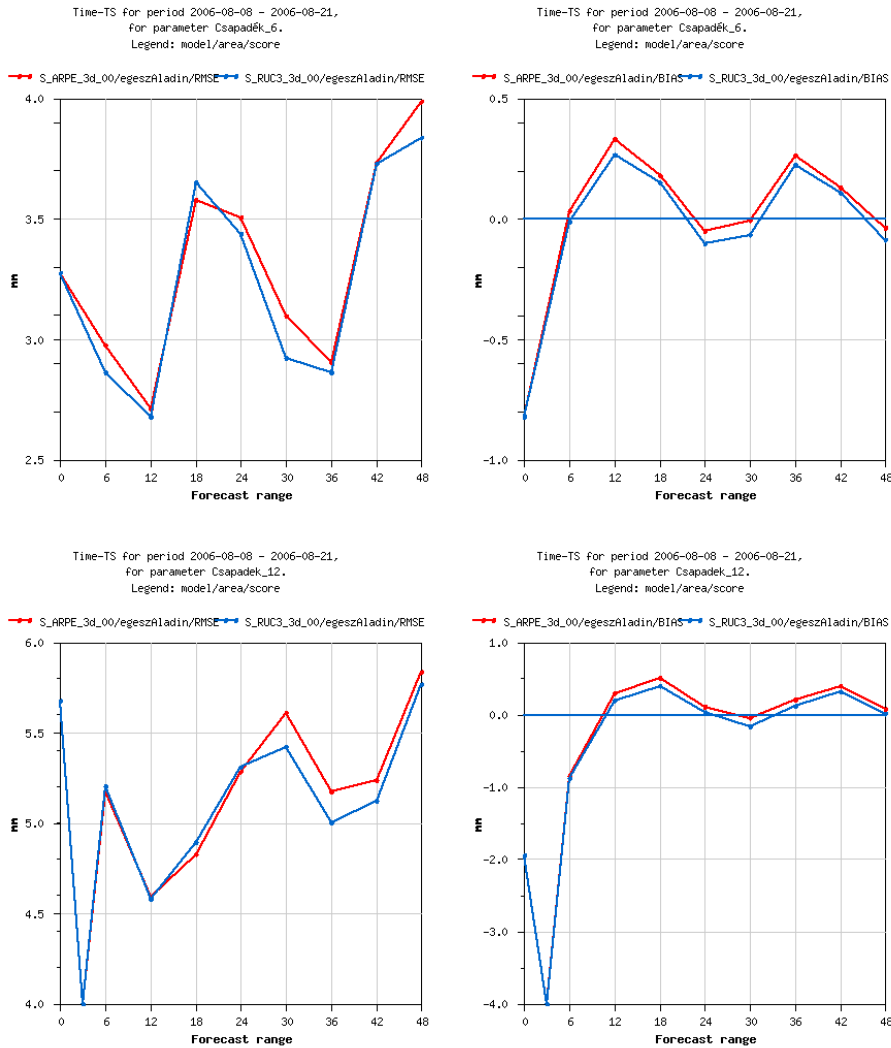 Time-TS for period 2006-08-08 - 2006-08-21,
for parameter Csapadék_6.
Legend: model/area/score
S_ARPE_3d_00/egeszAladin/RMSE S_RUC3_3d_00/egeszAladin/RMSE
4.0
3.5
3.0
2.5
mm
0 6 12 18 24 30 36 42 48
Forecast range
Time-TS for period 2006-08-08 - 2006-08-21,
for parameter Csapadék_6.
Legend: model/area/score
S_ARPE_3d_00/egeszAladin/BIAS S_RUC3_3d_00/egeszAladin/BIAS
0.5
0.0
-0.5
-1.0
mm
0 6 12 18 24 30 36 42 48
Forecast range
Time-TS for period 2006-08-08 - 2006-08-21,
for parameter Csapadek_12.
Legend: model/area/score
S_ARPE_3d_00/egeszAladin/RMSE S_RUC3_3d_00/egeszAladin/RMSE
6.0
5.5
5.0
4.5
4.0
mm
0 6 12 18 24 30 36 42 48
Forecast range
Time-TS for period 2006-08-08 - 2006-08-21,
for parameter Csapadek_12.
Legend: model/area/score
S_ARPE_3d_00/egeszAladin/BIAS S_RUC3_3d_00/egeszAladin/BIAS
1.0
0.0
-1.0
-2.0
-3.0
-4.0
mm
0 6 12 18 24 30 36 42 48
Forecast range